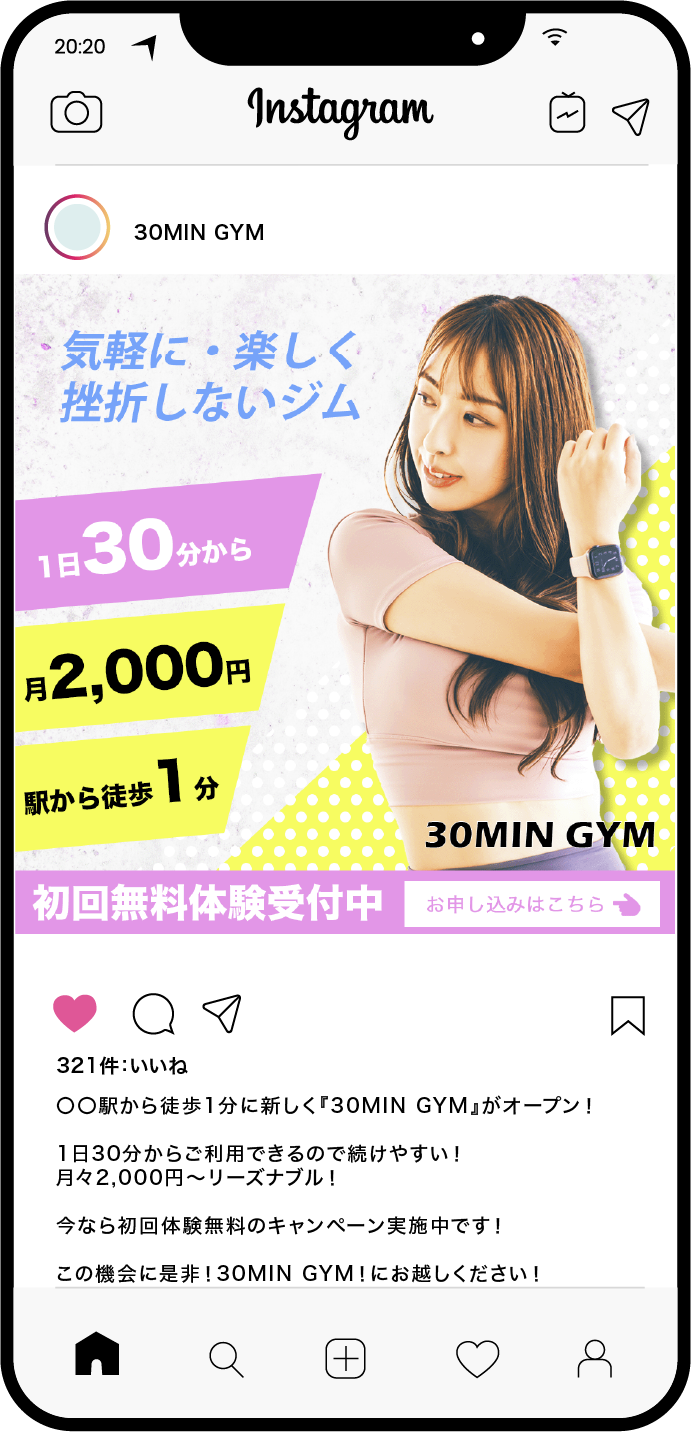 20:20
Instagram
30MIN GYM
気軽に・楽しく
挫折しないジム
1日30分から
月2,000円
駅から徒歩1分
30MIN GYM
初回無料体験受付中
お申し込みはこちら
321件：いいね
〇〇駅から徒歩1分に新しく『30MIN GYM』がオープン！
1日30分からご利用できるので続けやすい！
月々2,000円〜リーズナブル！
今なら初回体験無料のキャンペーン実施中です！
この機会に是非！30MIN GYM！にお越しください！